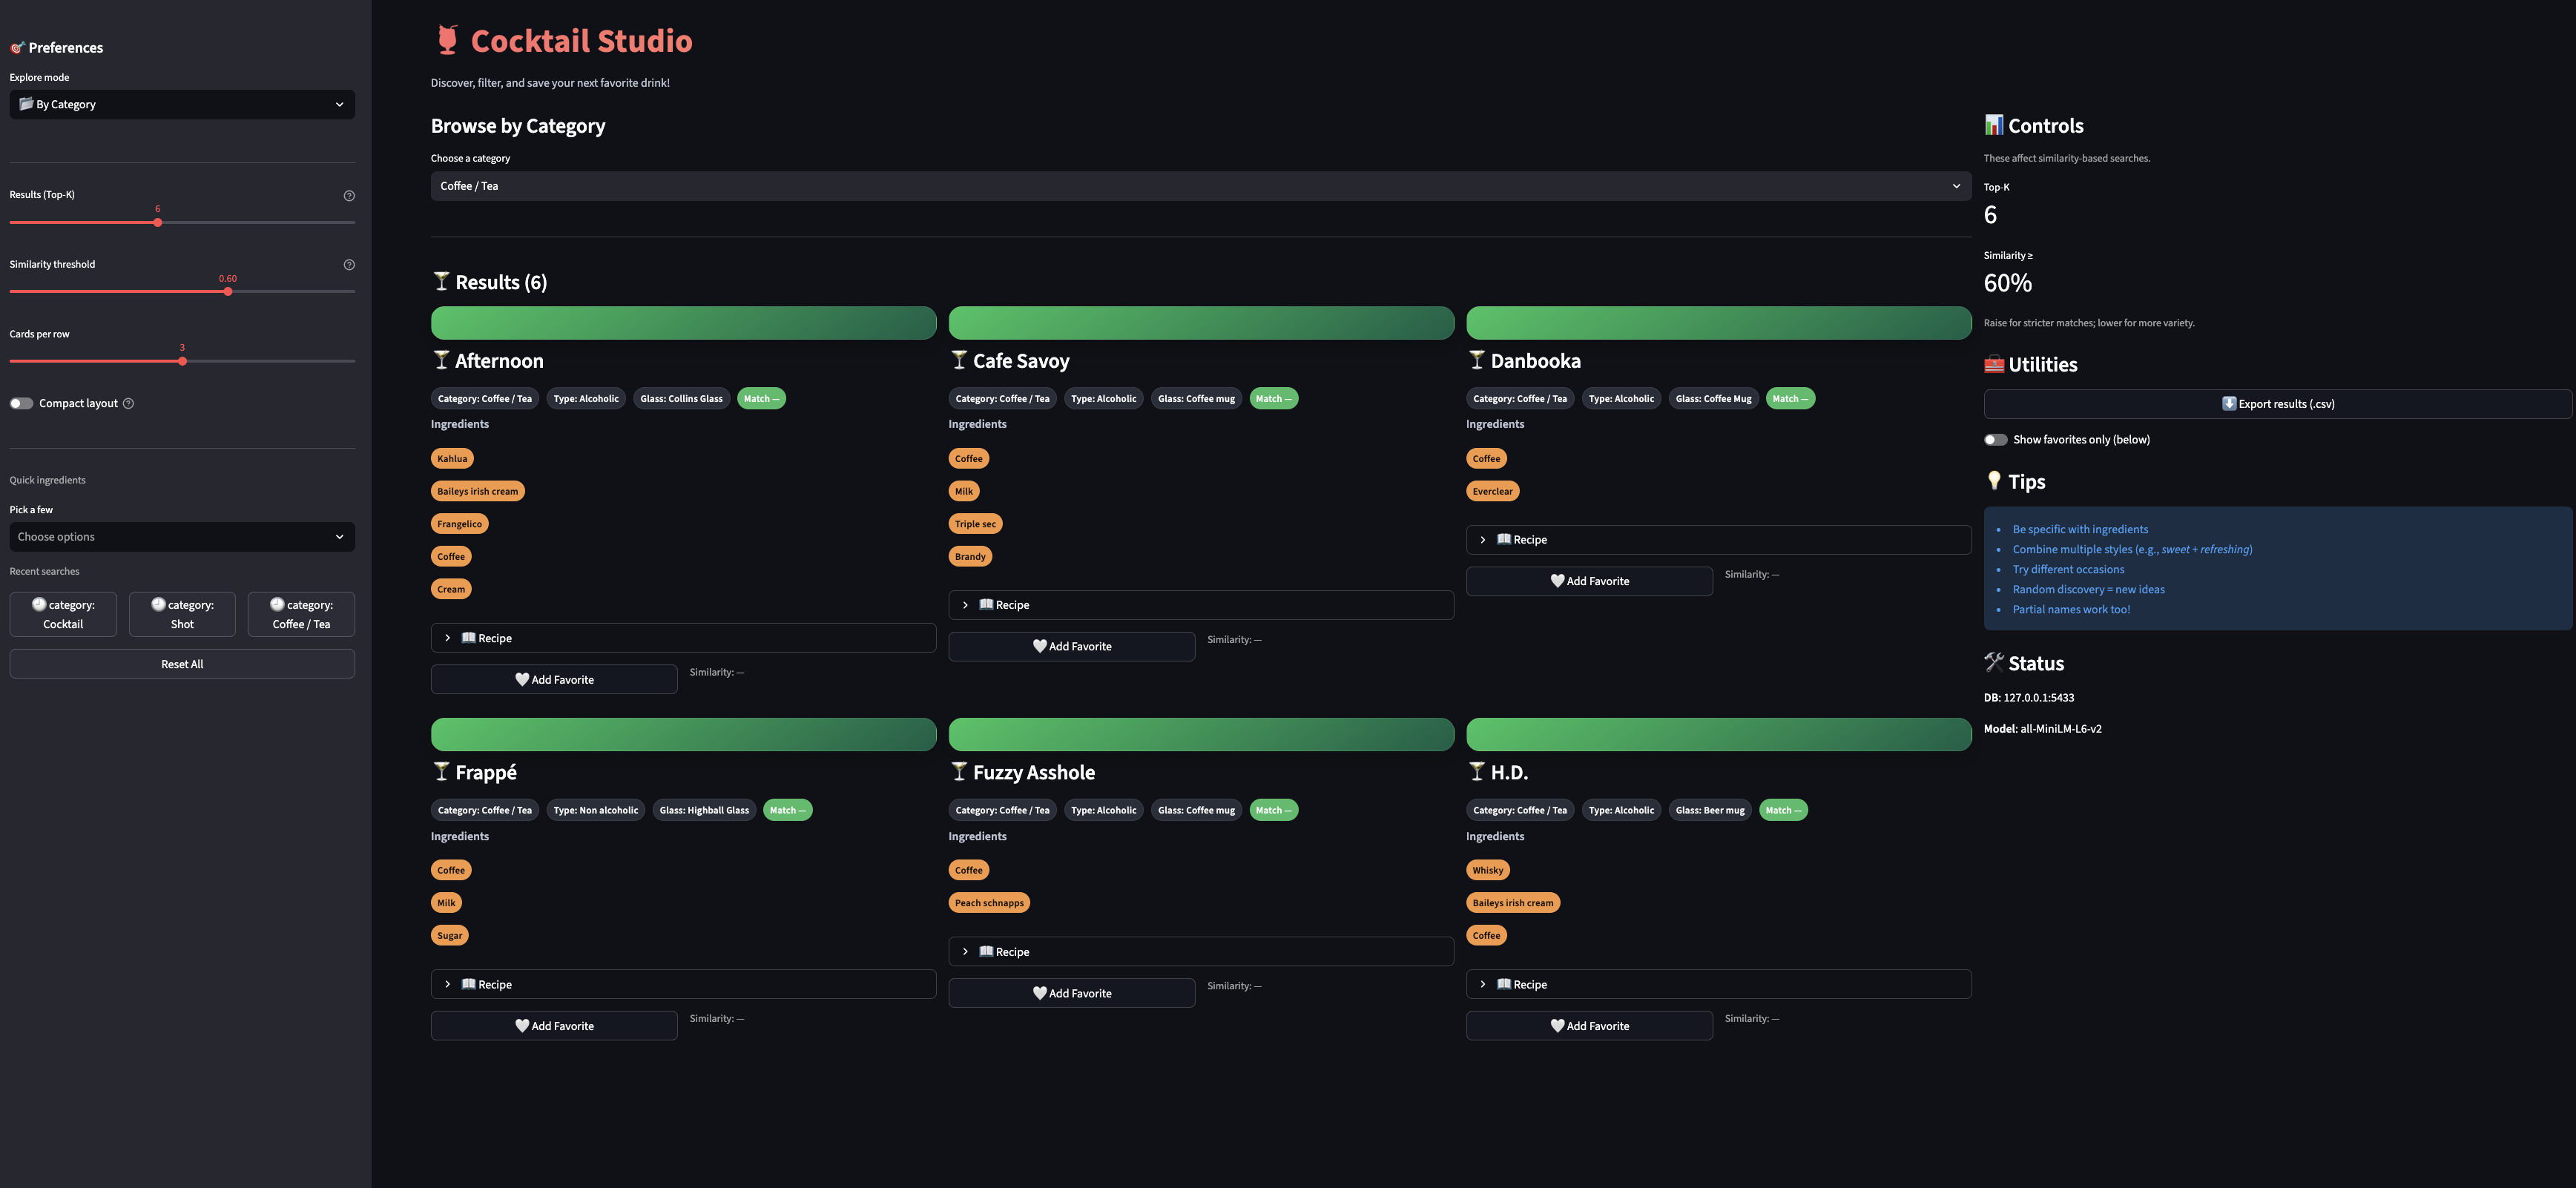 Preferences
Explore mode
By Category
Results (Top-K)
6
Similarity threshold
0.60
Cards per row
3
Compact layout
Quick ingredients
Pick a few
Choose options
Recent searches
category:
Cocktail
category:
Shot
category:
Coffee / Tea
Reset All
Cocktail Studio
Discover, filter, and save your next favorite drink!
Browse by Category
Choose a category
Coffee / Tea
Results (6)
Afternoon
Category: Coffee / Tea Type: Alcoholic Glass: Collins Glass Match —
Ingredients
Kahlua
Baileys irish cream
Frangelico
Coffee
Cream
Recipe
Add Favorite
Similarity: —
Cafe Savoy
Category: Coffee / Tea Type: Alcoholic Glass: Coffee mug Match —
Ingredients
Coffee
Milk
Triple sec
Brandy
Recipe
Add Favorite
Similarity: —
Danbooka
Category: Coffee / Tea Type: Alcoholic Glass: Coffee Mug Match —
Ingredients
Coffee
Everclear
Recipe
Add Favorite
Similarity: —
Frappé
Category: Coffee / Tea Type: Non alcoholic Glass: Highball Glass Match —
Ingredients
Coffee
Milk
Sugar
Recipe
Add Favorite
Similarity: —
Fuzzy Asshole
Category: Coffee / Tea Type: Alcoholic Glass: Coffee mug Match —
Ingredients
Coffee
Peach schnapps
Recipe
Add Favorite
Similarity: —
H.D.
Category: Coffee / Tea Type: Alcoholic Glass: Beer mug Match —
Ingredients
Whisky
Baileys irish cream
Coffee
Recipe
Add Favorite
Similarity: —
Controls
These affect similarity-based searches.
Top-K
6
Similarity ≥
60%
Raise for stricter matches; lower for more variety.
Utilities
Export results (.csv)
Show favorites only (below)
Tips
• Be specific with ingredients
• Combine multiple styles (e.g., sweet + refreshing)
• Try different occasions
• Random discovery = new ideas
• Partial names work too!
Status
DB: 127.0.0.1:5433
Model: all-MiniLM-L6-v2